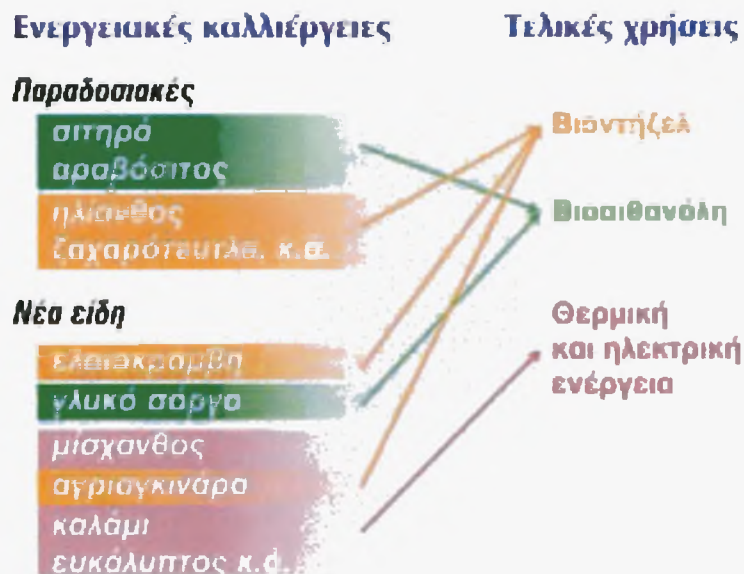 Ενεργειακές καλλιέργειες
Τελικές χρήσεις
Παραδοσιακές
σιτηρά
αραβόσιτος
ηλίανθος
ζαχαρότευτλα, κ.ά.
Βιοντήζελ
Βιοαιθανόλη
Θερμική
και ηλεκτρική
ενέργεια
Νέα είδη
ελαιοκράμβη
γλυκό σόργο
μίσχανθος
αγριαγκινάρα
καλάμι
ευκάλυπτος κ.ά.